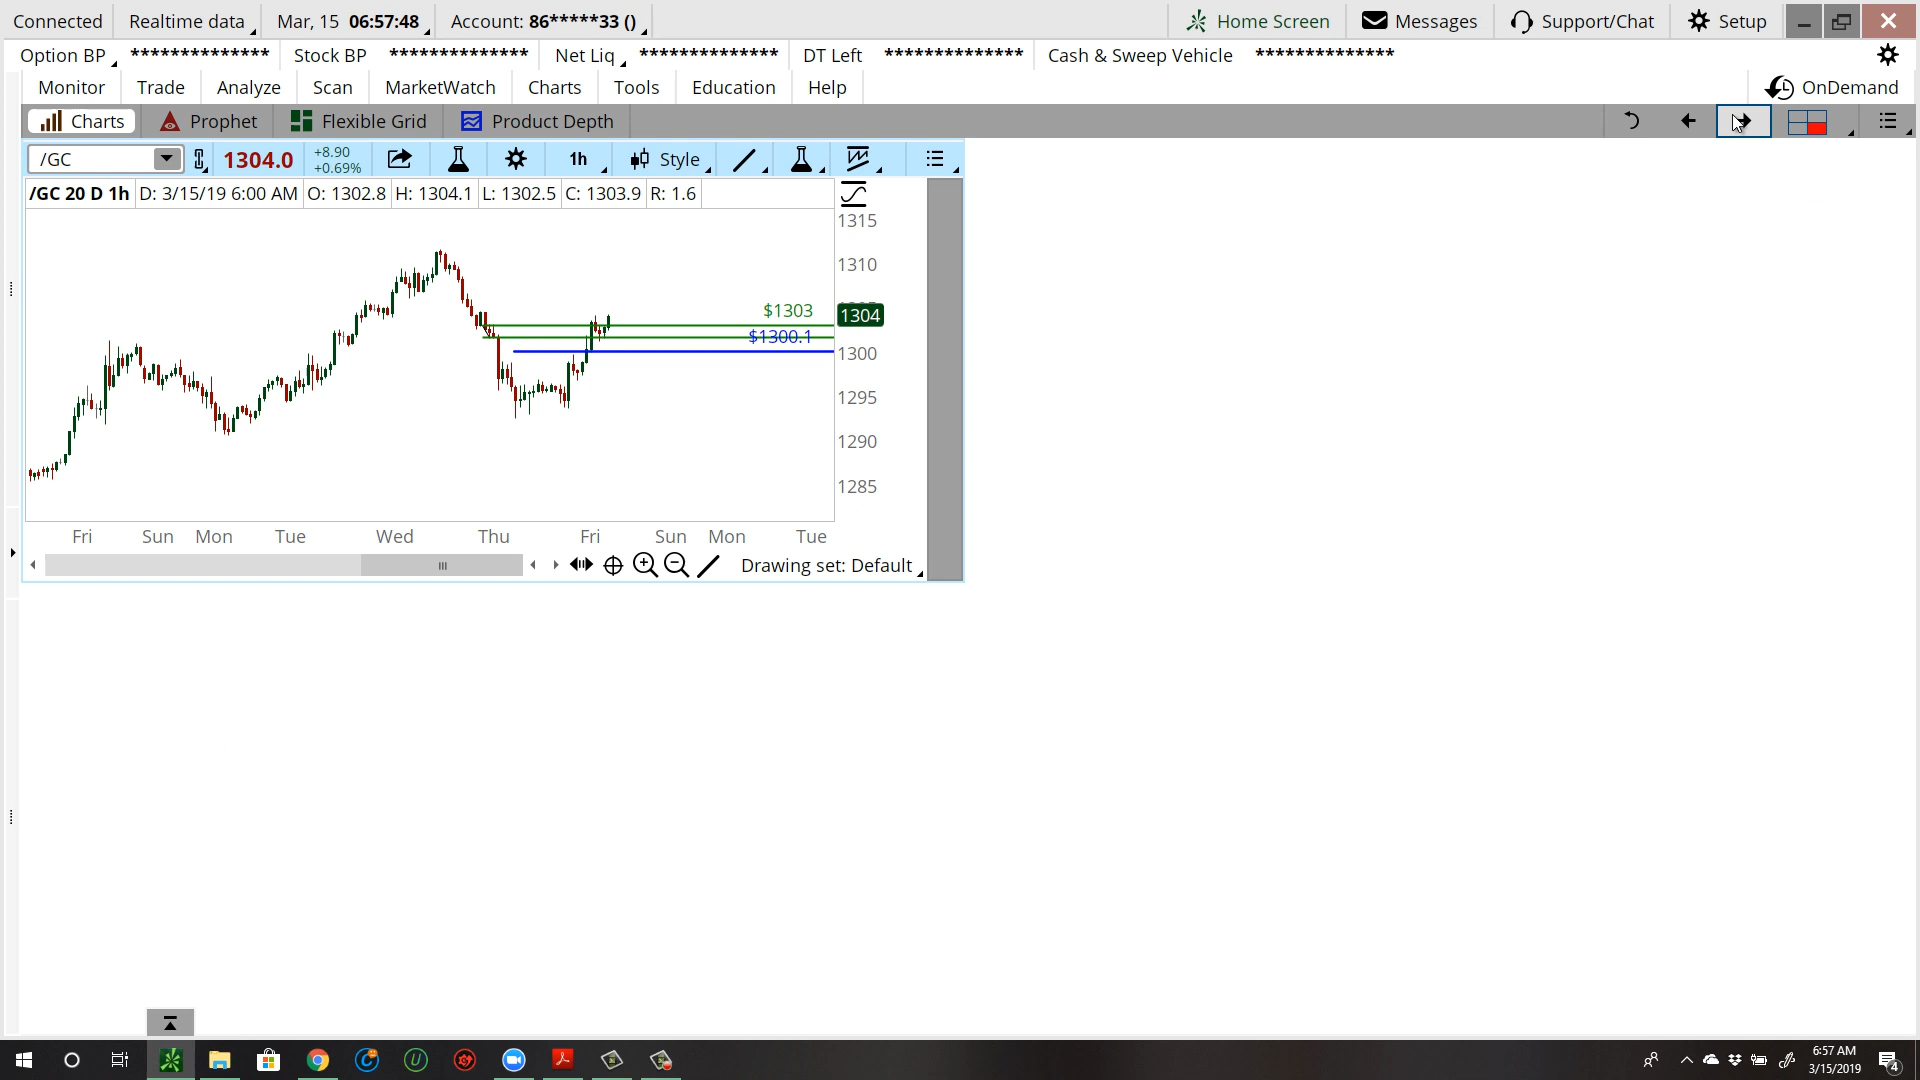 Connected Realtime data Mar, 15 06:57:48 Account: 86*****33 () Home Screen Messages Support/Chat Setup
Option BP ************** Stock BP ************** Net Liq ************** DT Left ************** Cash & Sweep Vehicle **************
Monitor Trade Analyze Scan MarketWatch Charts Tools Education Help OnDemand
Charts Prophet Flexible Grid Product Depth
/GC 1304.0 +8.90 +0.69% 1h Style
/GC 20 D 1h D: 3/15/19 6:00 AM O: 1302.8 H: 1304.1 L: 1302.5 C: 1303.9 R: 1.6
1315
1310
$1303
1304
$1300.1
1300
1295
1290
1285
Fri Sun Mon Tue Wed Thu Fri Sun Mon Tue
Drawing set: Default
6:57 AM
3/15/2019
4